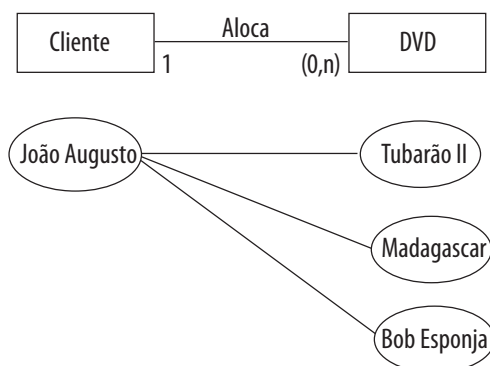 Cliente
Aloca
DVD
1
(0,n)
João Augusto
Tubarão II
Madagascar
Bob Esponja